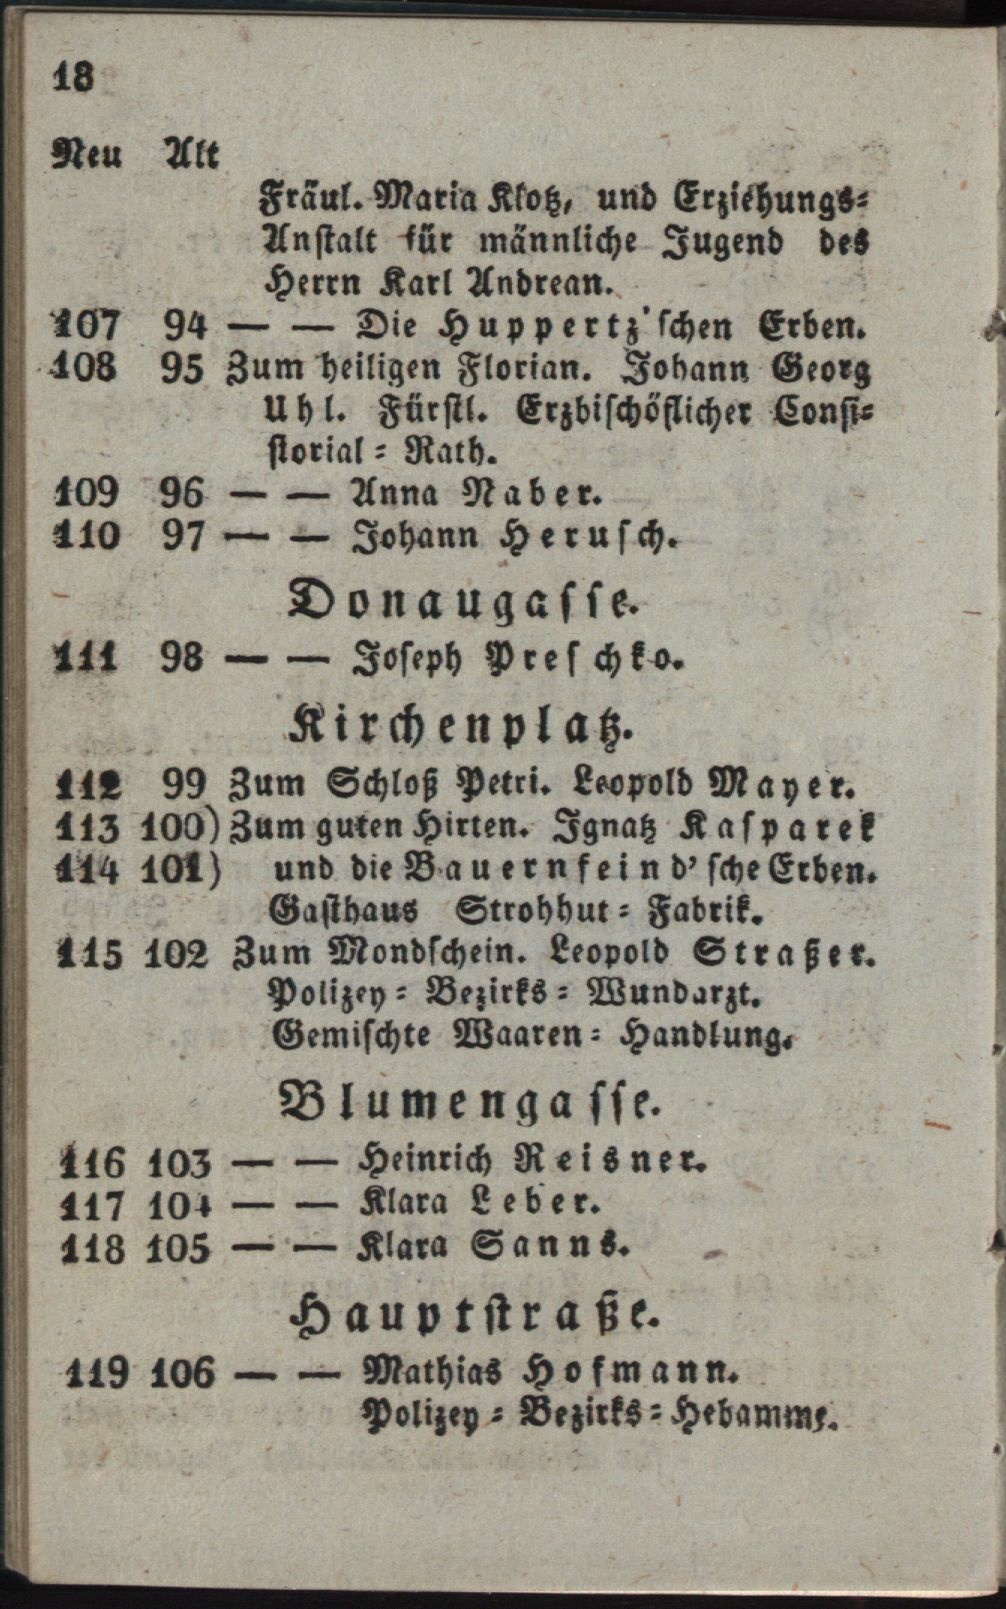 18
Neu Alt
Fräul. Maria Klotz, und Erziehungs-
Anstalt für männliche Jugend des
Herrn Karl Andrean.
107 94 — — Die Huppertz'schen Erben.
108 95 Zum heiligen Florian. Johann Georg
Uhl. Fürstl. Erzbischöflicher Consi-
storial-Rath.
109 96 — — Anna Naber.
110 97 — — Johann Herusch.
Donaugasse.
111 98 — — Joseph Preschko.
Kirchenplatz.
112 99 Zum Schloß Petri. Leopold Mayer.
113 100) Zum guten Hirten. Ignatz Kasparek
114 101) und die Bauernfeind'sche Erben.
Gasthaus Strohhut-Fabrik.
115 102 Zum Mondschein. Leopold Straßer.
Polizey-Bezirks-Wundarzt.
Gemischte Waaren-Handlung.
Blumengasse.
116 103 — — Heinrich Reisner.
117 104 — — Klara Leber.
118 105 — — Klara Sanns.
Hauptstraße.
119 106 — — Mathias Hofmann.
Polizey-Bezirks-Hebamme.